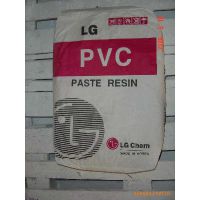 LG
PVC
PASTE RESIN
LG Chem
MADE IN KOREA